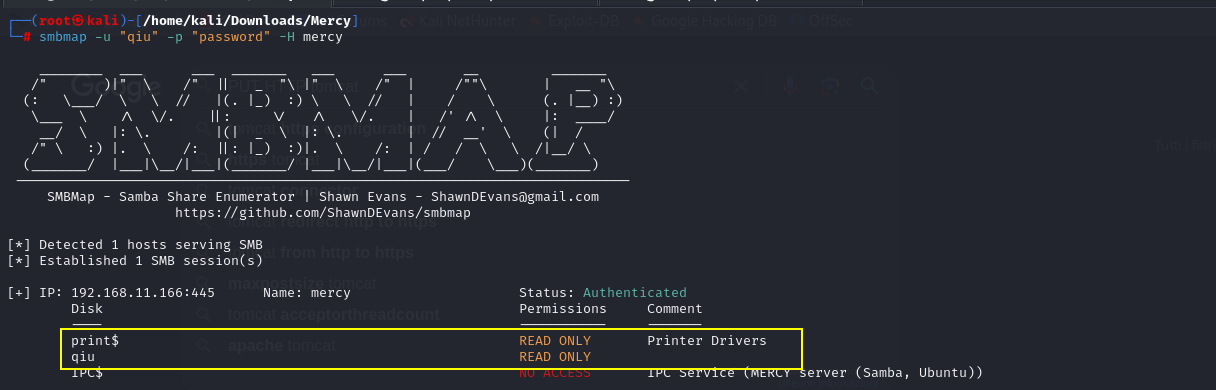 (root㉿kali)-[/home/kali/Downloads/Mercy]
# smbmap -u "qiu" -p "password" -H mercy
SMBMap - Samba Share Enumerator | Shawn Evans - ShawnDEvans@gmail.com
https://github.com/ShawnDEvans/smbmap
[*] Detected 1 hosts serving SMB
[*] Established 1 SMB session(s)
[+] IP: 192.168.11.166:445 Name: mercy Status: Authenticated
Disk Permissions Comment
print$ READ ONLY Printer Drivers
qiu READ ONLY
IPC$ NO ACCESS IPC Service (MERCY server (Samba, Ubuntu))